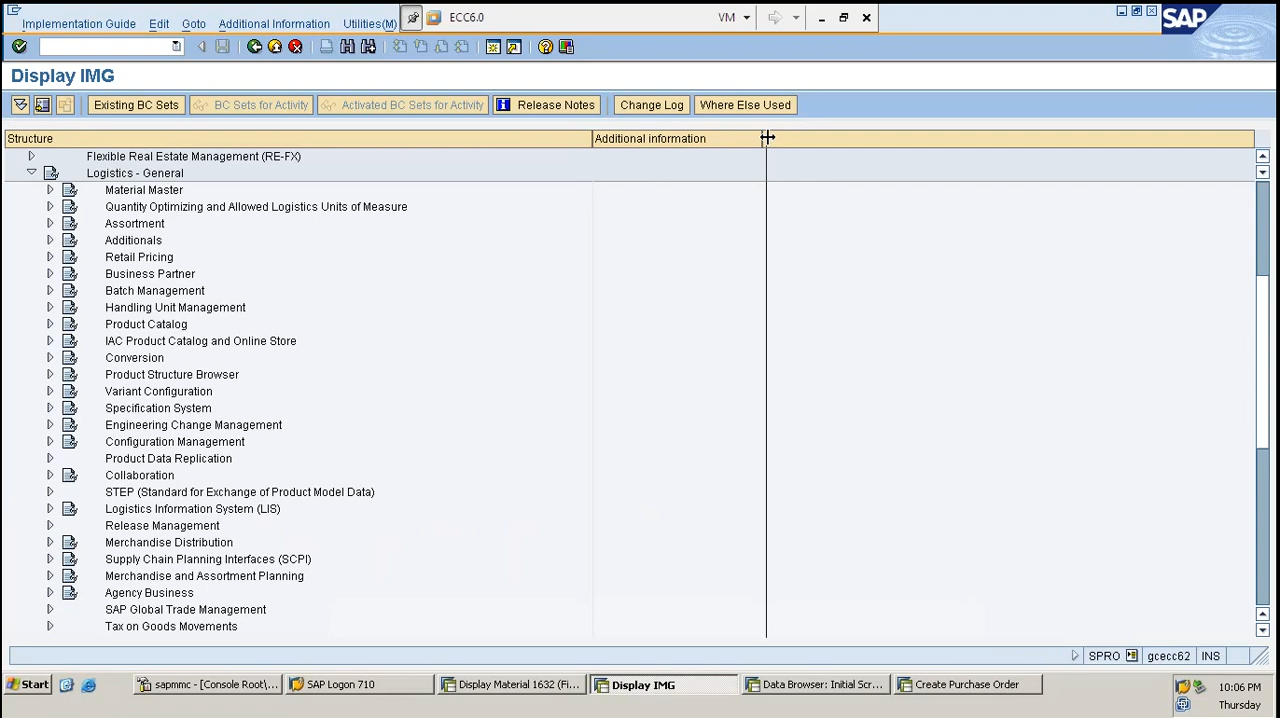 Implementation Guide Edit Goto Additional Information Utilities(M) ECC6.0 VM SAP
Display IMG
Existing BC Sets BC Sets for Activity Activated BC Sets for Activity Release Notes Change Log Where Else Used
Structure Additional information
Flexible Real Estate Management (RE-FX)
Logistics - General
Material Master
Quantity Optimizing and Allowed Logistics Units of Measure
Assortment
Additionals
Retail Pricing
Business Partner
Batch Management
Handling Unit Management
Product Catalog
IAC Product Catalog and Online Store
Conversion
Product Structure Browser
Variant Configuration
Specification System
Engineering Change Management
Configuration Management
Product Data Replication
Collaboration
STEP (Standard for Exchange of Product Model Data)
Logistics Information System (LIS)
Release Management
Merchandise Distribution
Supply Chain Planning Interfaces (SCPI)
Merchandise and Assortment Planning
Agency Business
SAP Global Trade Management
Tax on Goods Movements
SPRO gcecc62 INS
Start sapmmc - [Console Root\... SAP Logon 710 Display Material 1632 (Fi... Display IMG Data Browser: Initial Scr... Create Purchase Order 10:06 PM
Thursday